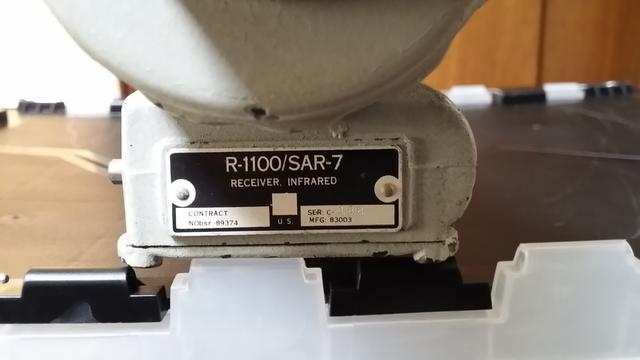 R-1100/SAR-7
RECEIVER, INFRARED
CONTRACT
NObsr-89374
U.S.
SER: C-
MFG: 83003